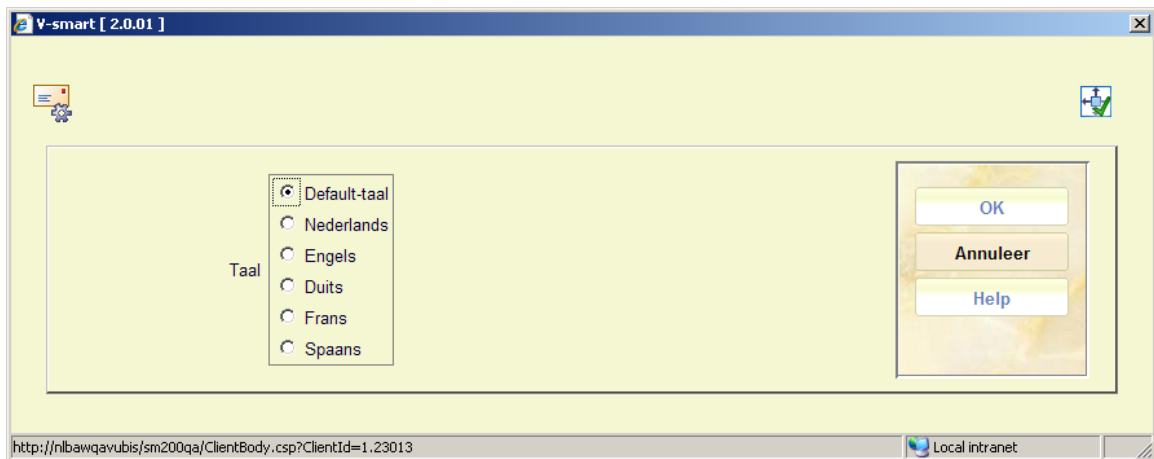 V-smart [ 2.0.01 ]
Default-taal
Nederlands
Engels
Taal
Duits
Frans
Spaans
OK
Annuleer
Help
http://nlbawqavubis/sm200qa/ClientBody.csp?ClientId=1.23013
Local intranet